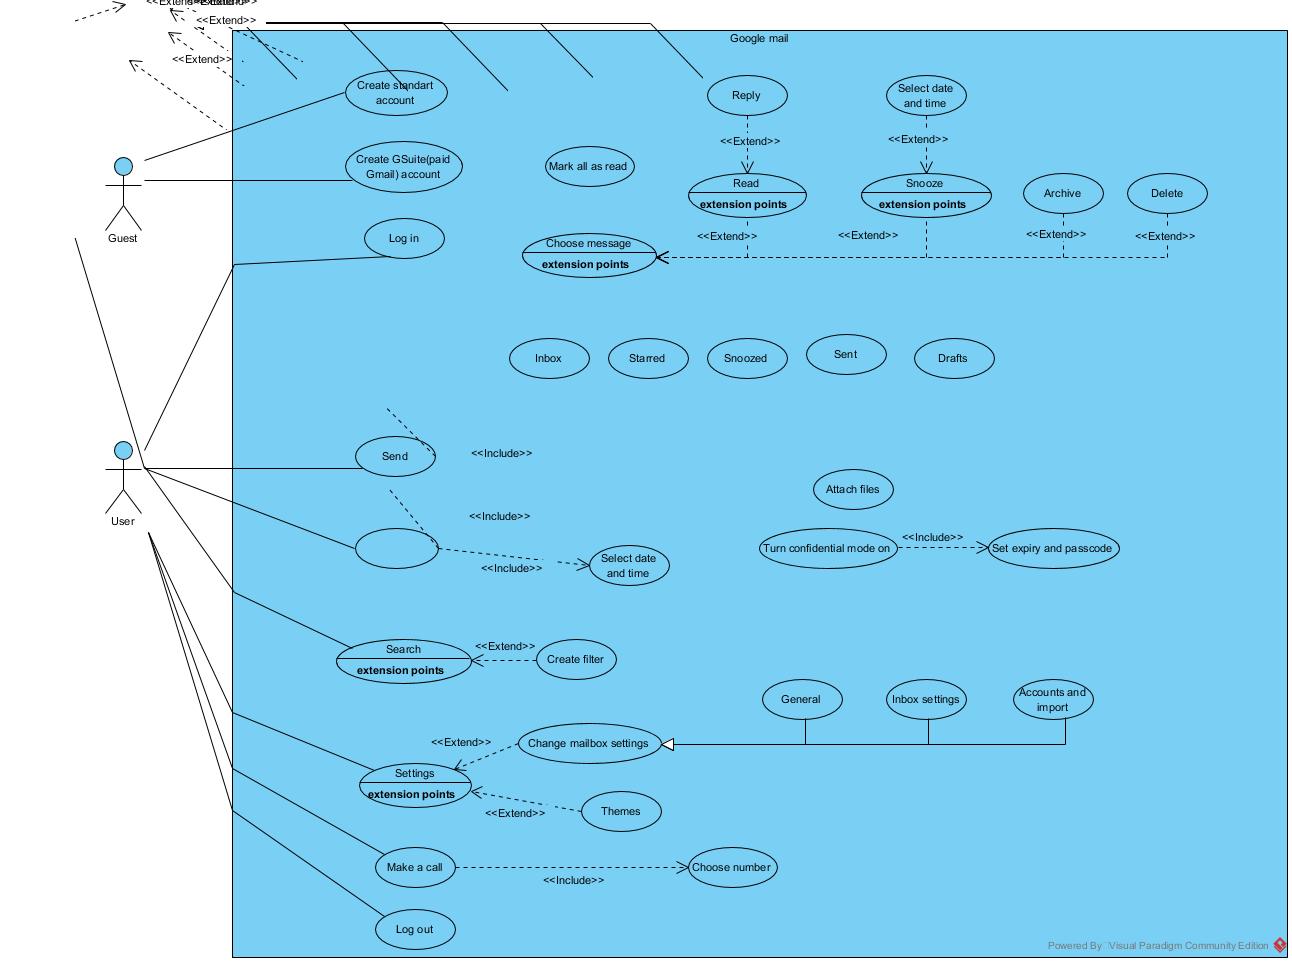 <<Extend>>
<<Extend>>
<<Extend>>
Google mail
Create standart
account
Reply
Select date
and time
<<Extend>>
<<Extend>>
Create GSuite(paid
Gmail) account
Mark all as read
Read
extension points
Snooze
extension points
Archive
Delete
Guest
Log in
<<Extend>>
<<Extend>>
<<Extend>>
<<Extend>>
Choose message
extension points
Inbox
Starred
Snoozed
Sent
Drafts
Send
<<Include>>
Attach files
User
<<Include>>
Turn confidential mode on
<<Include>>
Set expiry and passcode
<<Include>>
Select date
and time
Search
extension points
<<Extend>>
Create filter
General
Inbox settings
Accounts and
import
<<Extend>>
Change mailbox settings
Settings
extension points
<<Extend>>
Themes
Make a call
<<Include>>
Choose number
Log out
Powered By Visual Paradigm Community Edition